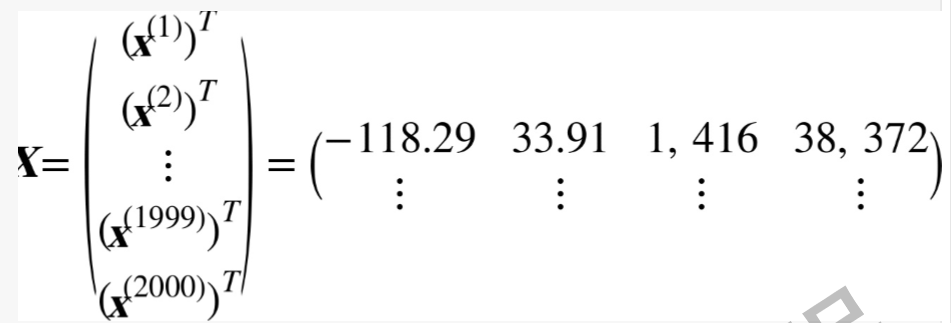 X = ( (x^(1))^T
(x^(2))^T
⋮
(x^(1999))^T
(x^(2000))^T ) = ( −118.29 33.91 1, 416 38, 372
⋮ ⋮ ⋮ ⋮ )